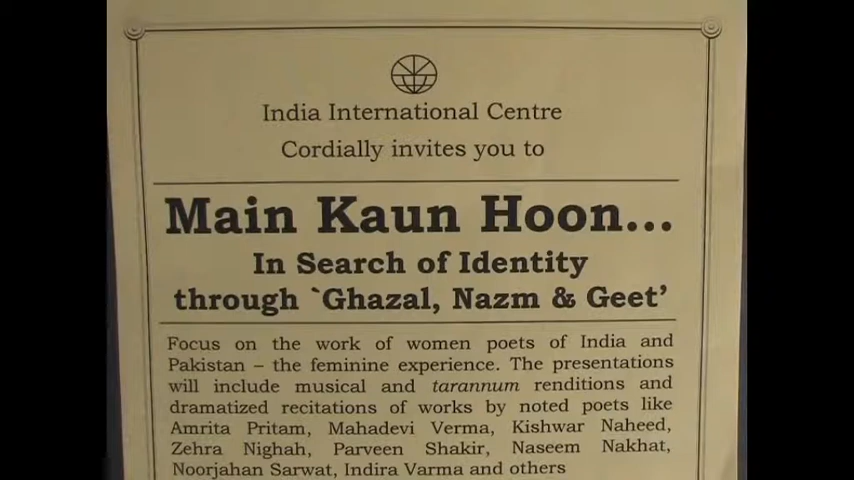 India International Centre
Cordially invites you to
Main Kaun Hoon...
In Search of Identity
through `Ghazal, Nazm & Geet’
Focus on the work of women poets of India and
Pakistan – the feminine experience. The presentations
will include musical and tarannum renditions and
dramatized recitations of works by noted poets like
Amrita Pritam, Mahadevi Verma, Kishwar Naheed,
Zehra Nighah, Parveen Shakir, Naseem Nakhat,
Noorjahan Sarwat, Indira Varma and others